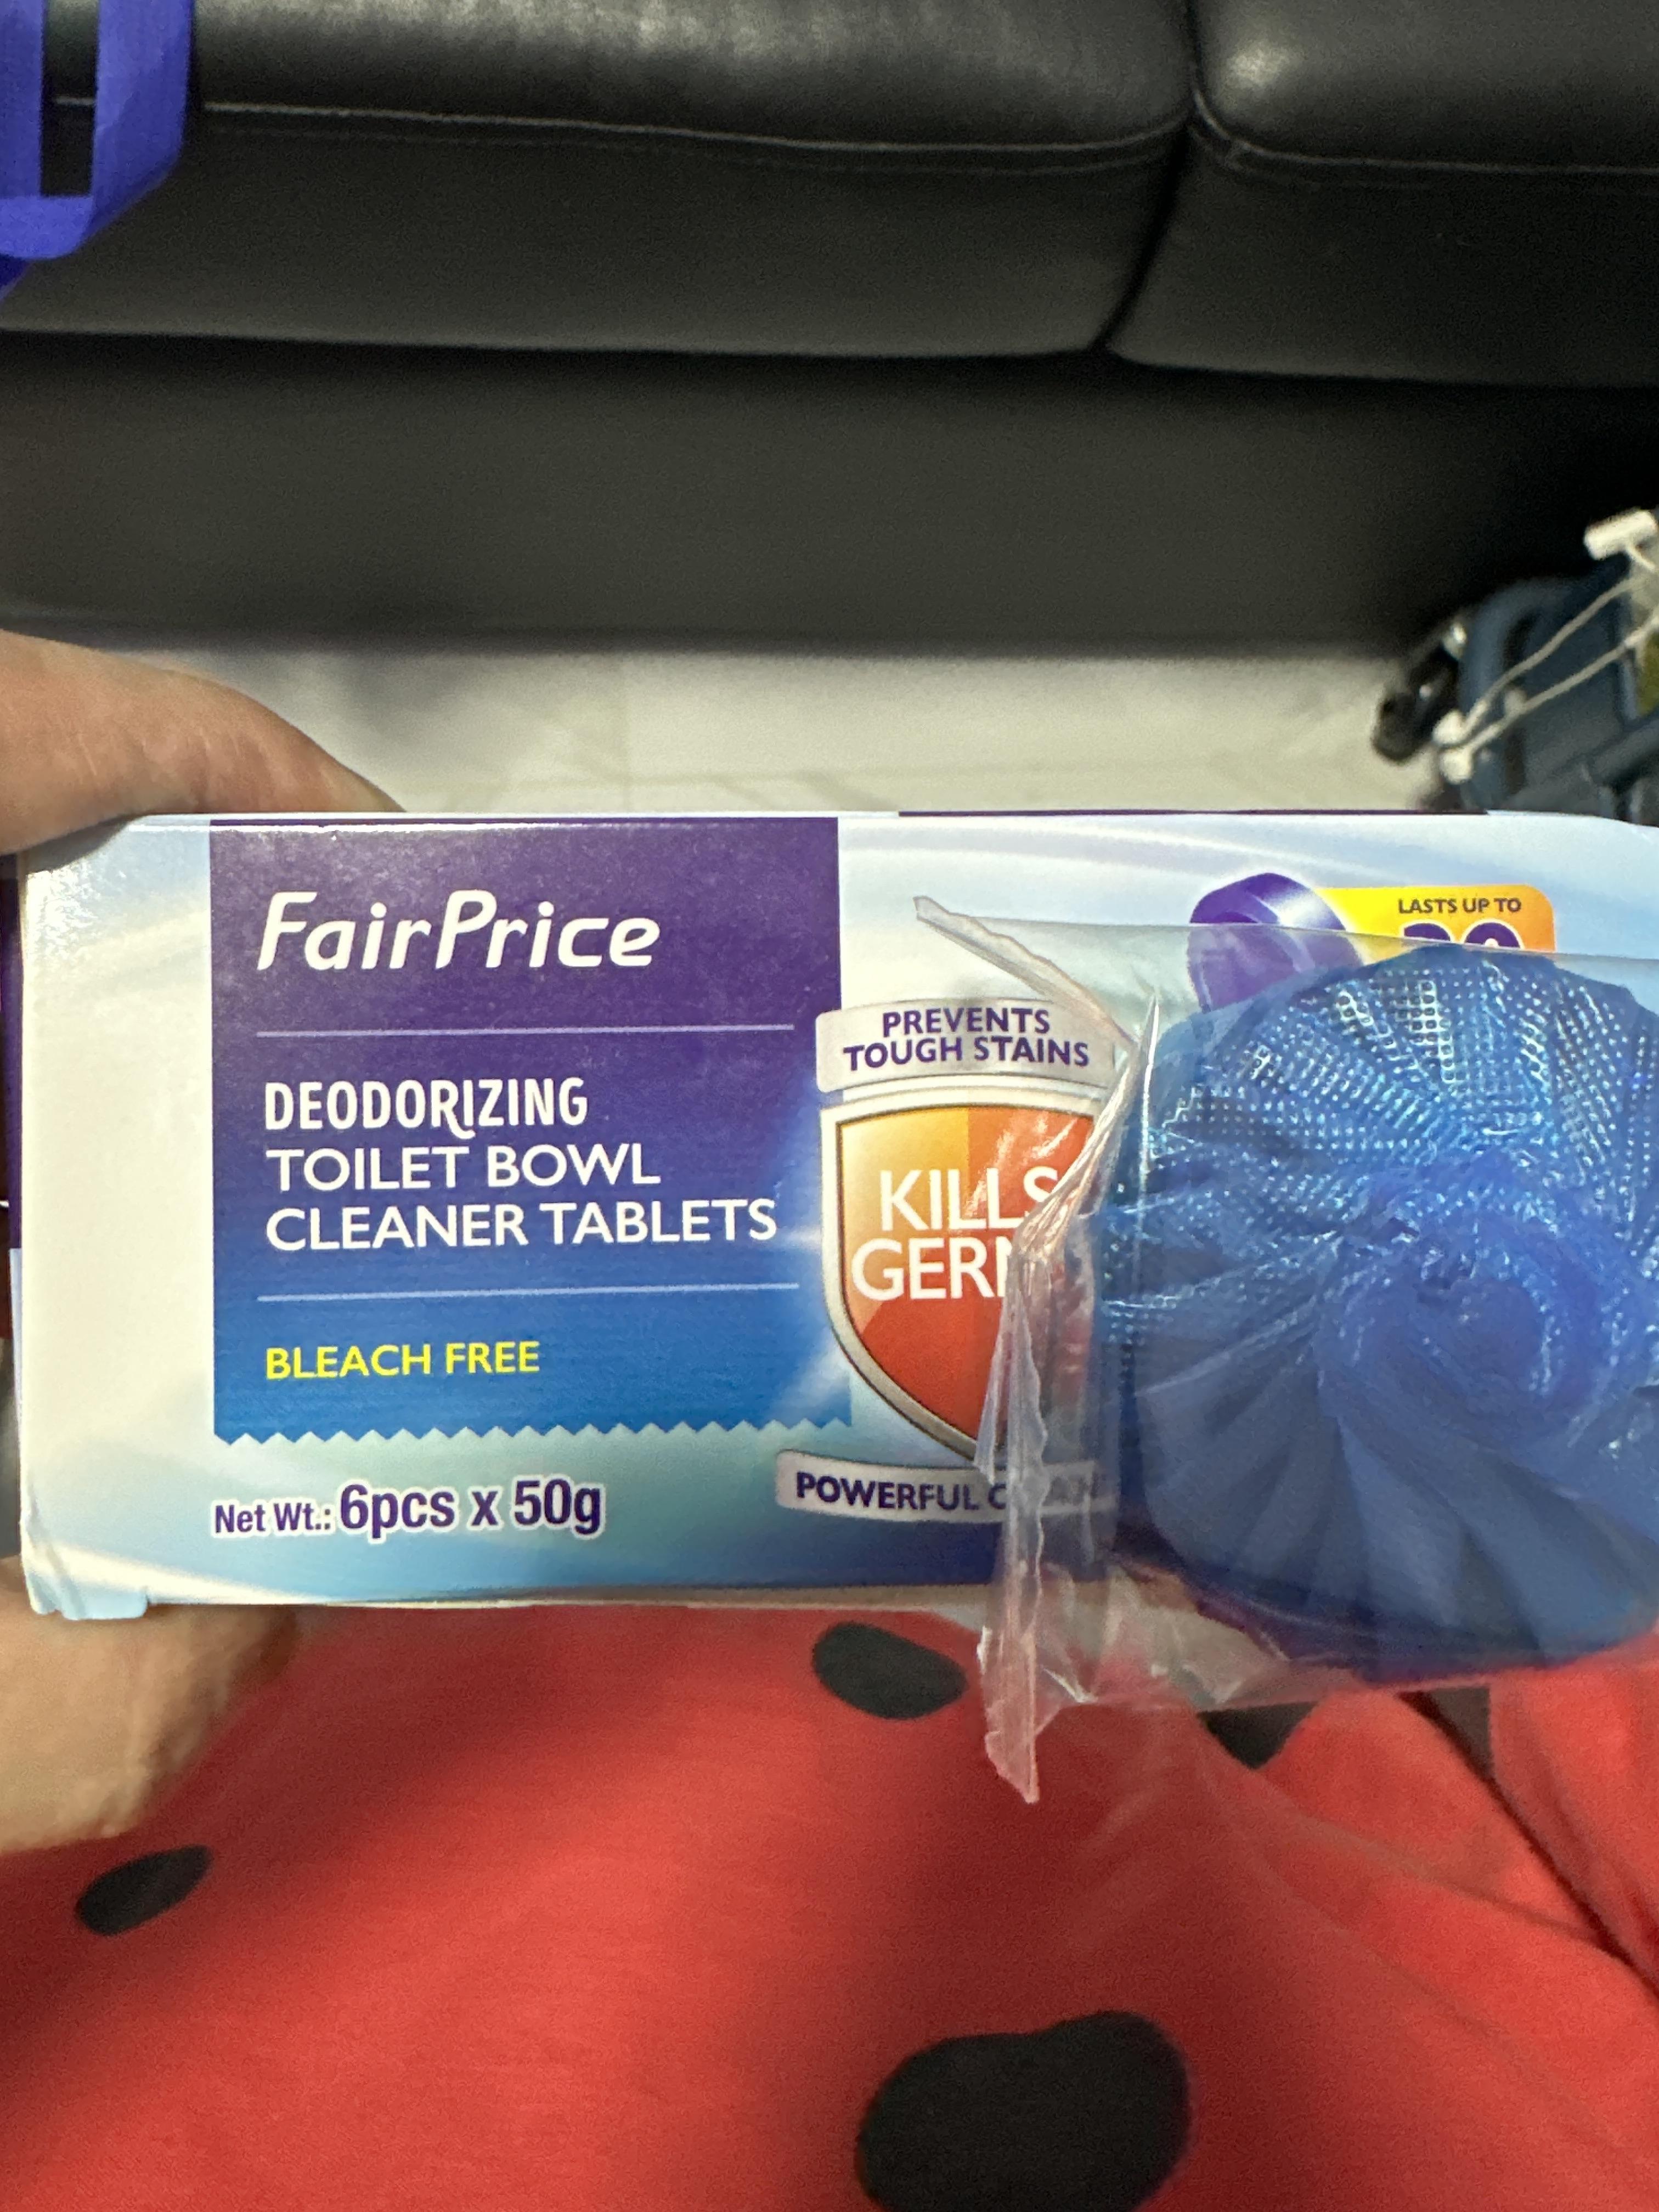 FairPrice
DEODORIZING
TOILET BOWL
CLEANER TABLETS
BLEACH FREE
Net Wt.: 6pcs x 50g
PREVENTS
TOUGH STAINS
KILLS
POWERFUL
LASTS UP TO